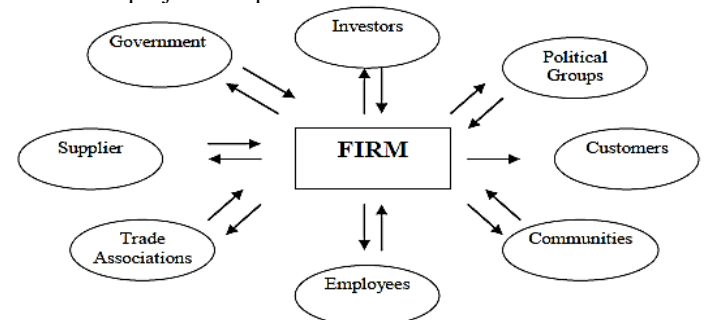 Investors
Government
Political
Groups
Supplier
FIRM
Customers
Trade
Associations
Communities
Employees